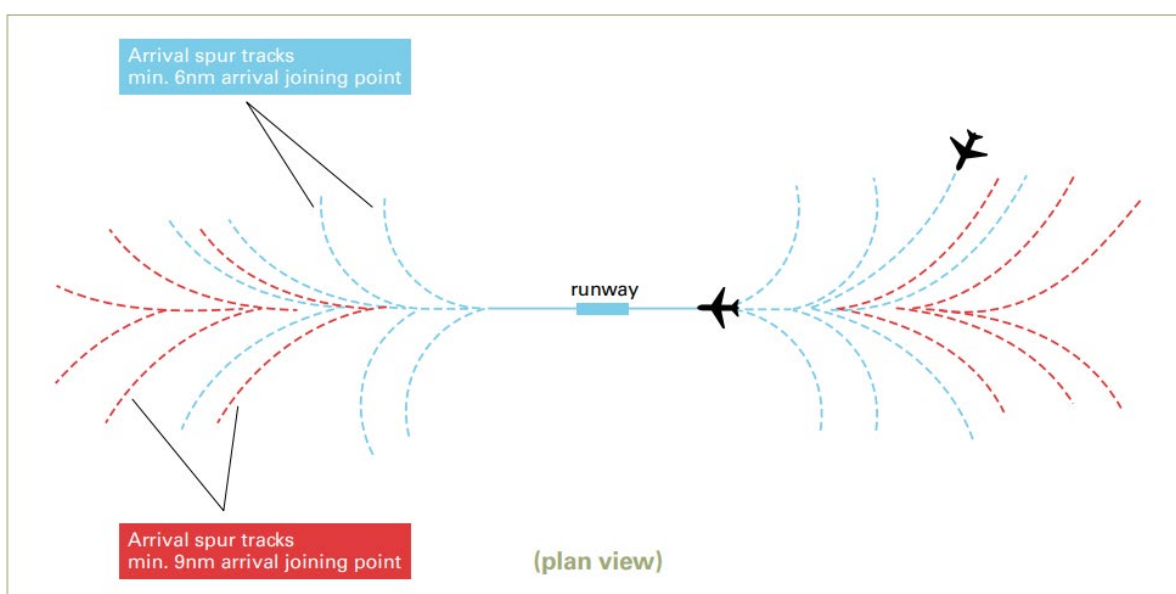 Arrival spur tracks
min. 6nm arrival joining point
runway
Arrival spur tracks
min. 9nm arrival joining point
(plan view)